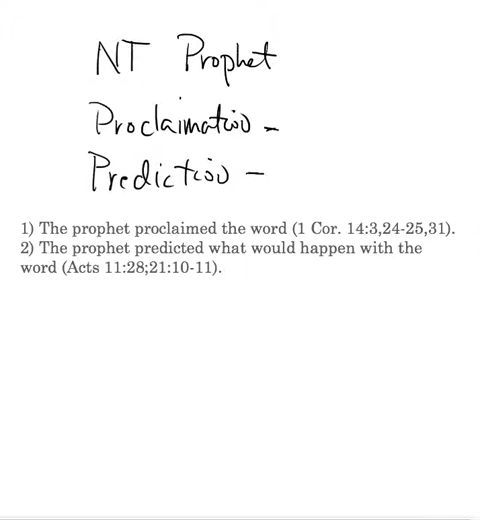 NT Prophet
Proclaimation -
Prediction -
1) The prophet proclaimed the word (1 Cor. 14:3,24-25,31).
2) The prophet predicted what would happen with the
word (Acts 11:28;21:10-11).